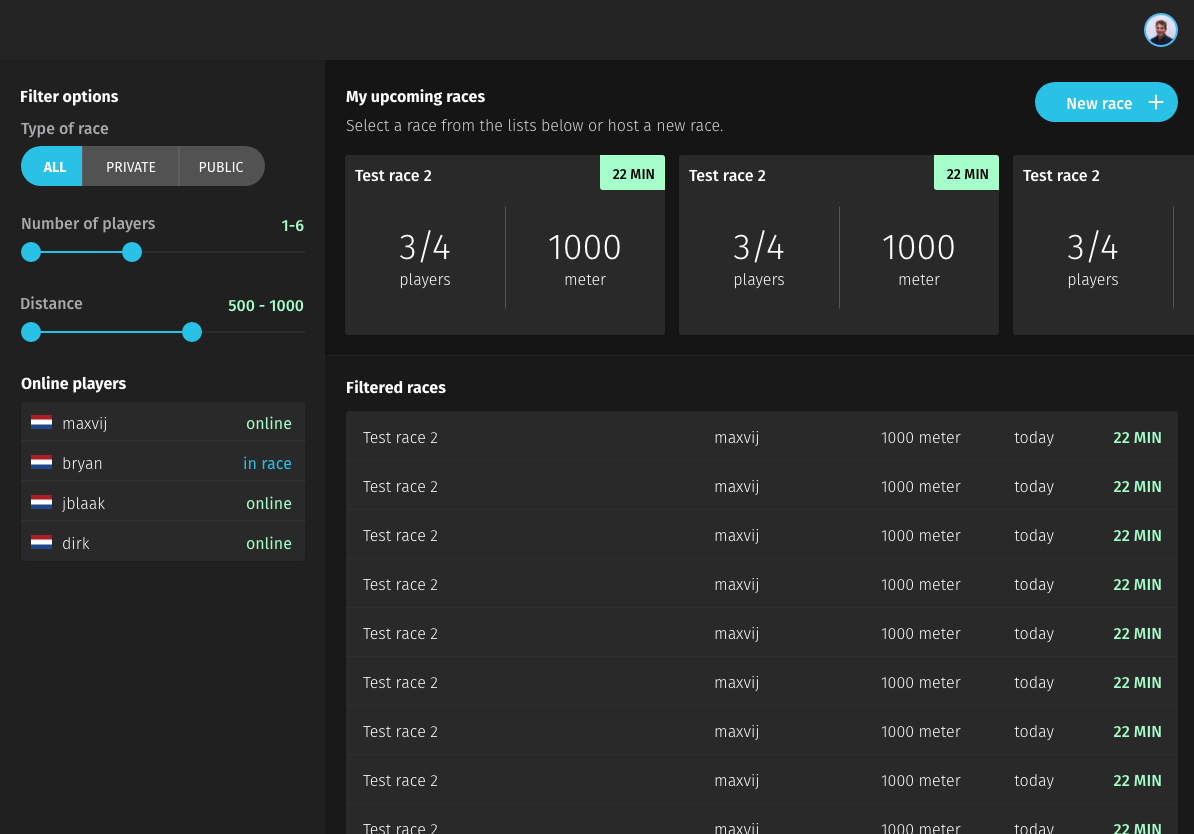 Filter options
Type of race
ALL PRIVATE PUBLIC
Number of players 1-6
Distance 500 - 1000
Online players
maxvij online
bryan in race
jblaak online
dirk online
My upcoming races
Select a race from the lists below or host a new race.
New race +
Test race 2 22 MIN
3/4 1000
players meter
Test race 2 22 MIN
3/4 1000
players meter
Test race 2
3/4
players
Filtered races
Test race 2 maxvij 1000 meter today 22 MIN
Test race 2 maxvij 1000 meter today 22 MIN
Test race 2 maxvij 1000 meter today 22 MIN
Test race 2 maxvij 1000 meter today 22 MIN
Test race 2 maxvij 1000 meter today 22 MIN
Test race 2 maxvij 1000 meter today 22 MIN
Test race 2 maxvij 1000 meter today 22 MIN
Test race 2 maxvij 1000 meter today 22 MIN
Test race 2 maxvij 1000 meter today 22 MIN